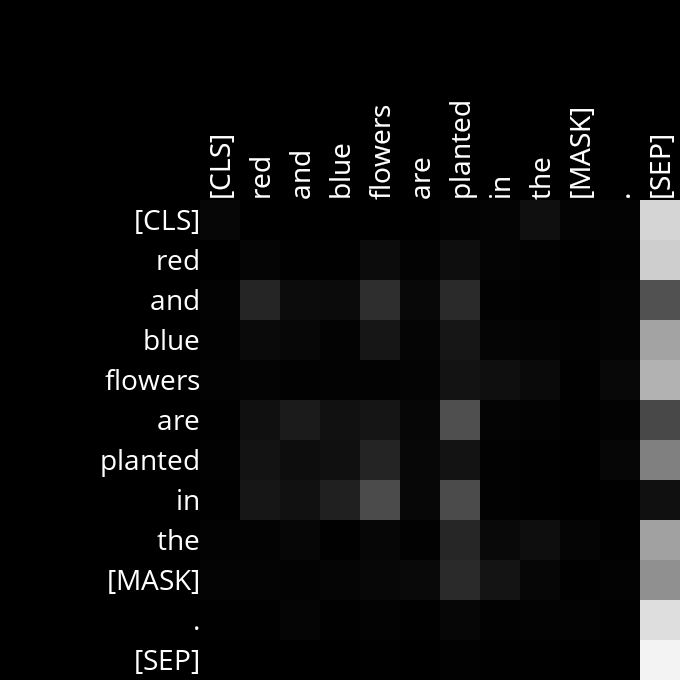 [CLS] red and blue flowers are planted in the [MASK] . [SEP]
[CLS]
red
and
blue
flowers
are
planted
in
the
[MASK]
.
[SEP]